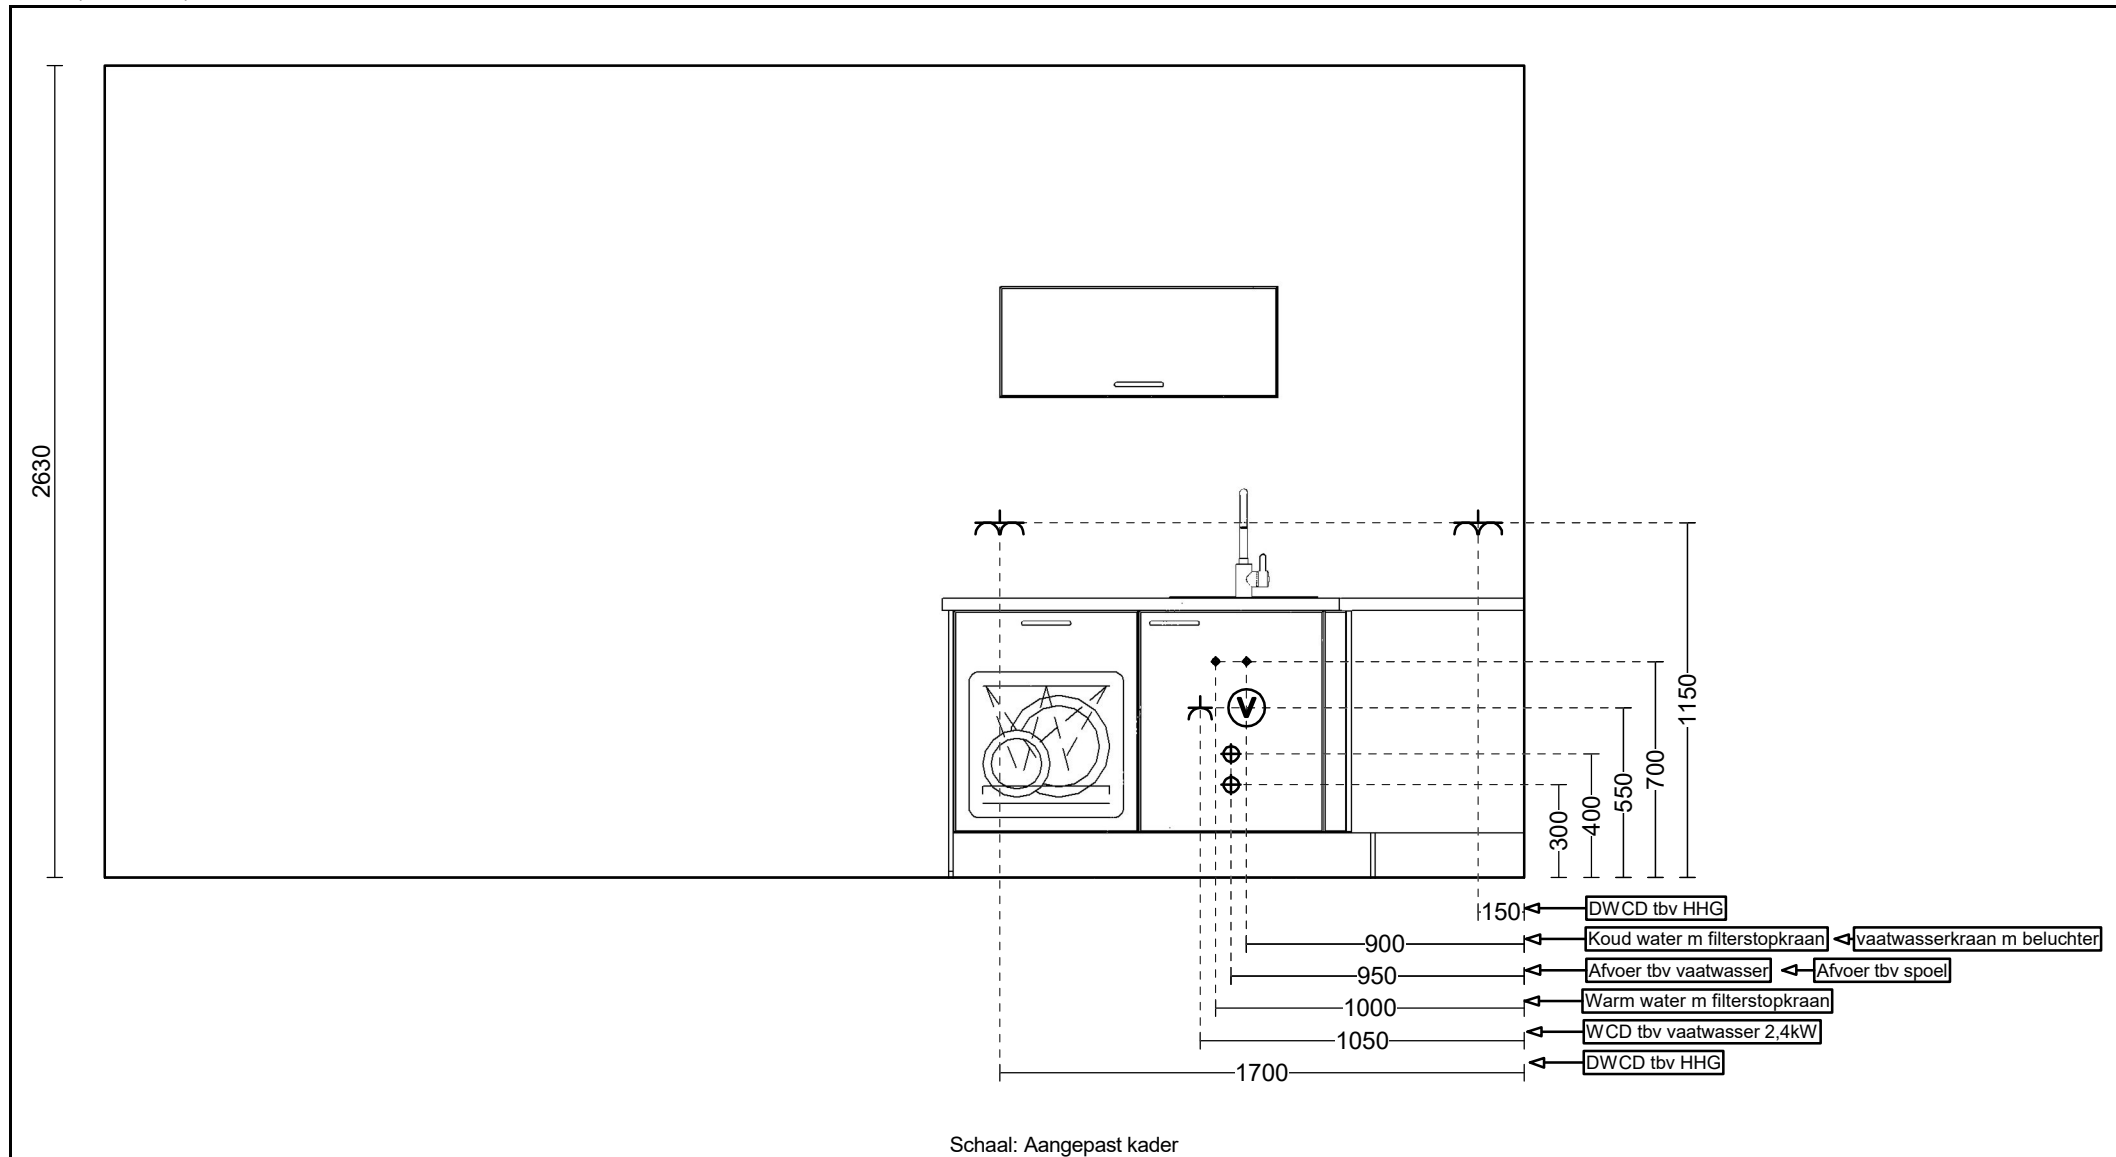 2630
V
1150
700
550
400
300
150
DWCD tbv HHG
900
Koud water m filterstopkraan
vaatwasserkraan m beluchter
950
Afvoer tbv vaatwasser
Afvoer tbv spoel
1000
Warm water m filterstopkraan
1050
WCD tbv vaatwasser 2,4kW
1700
DWCD tbv HHG
Schaal: Aangepast kader